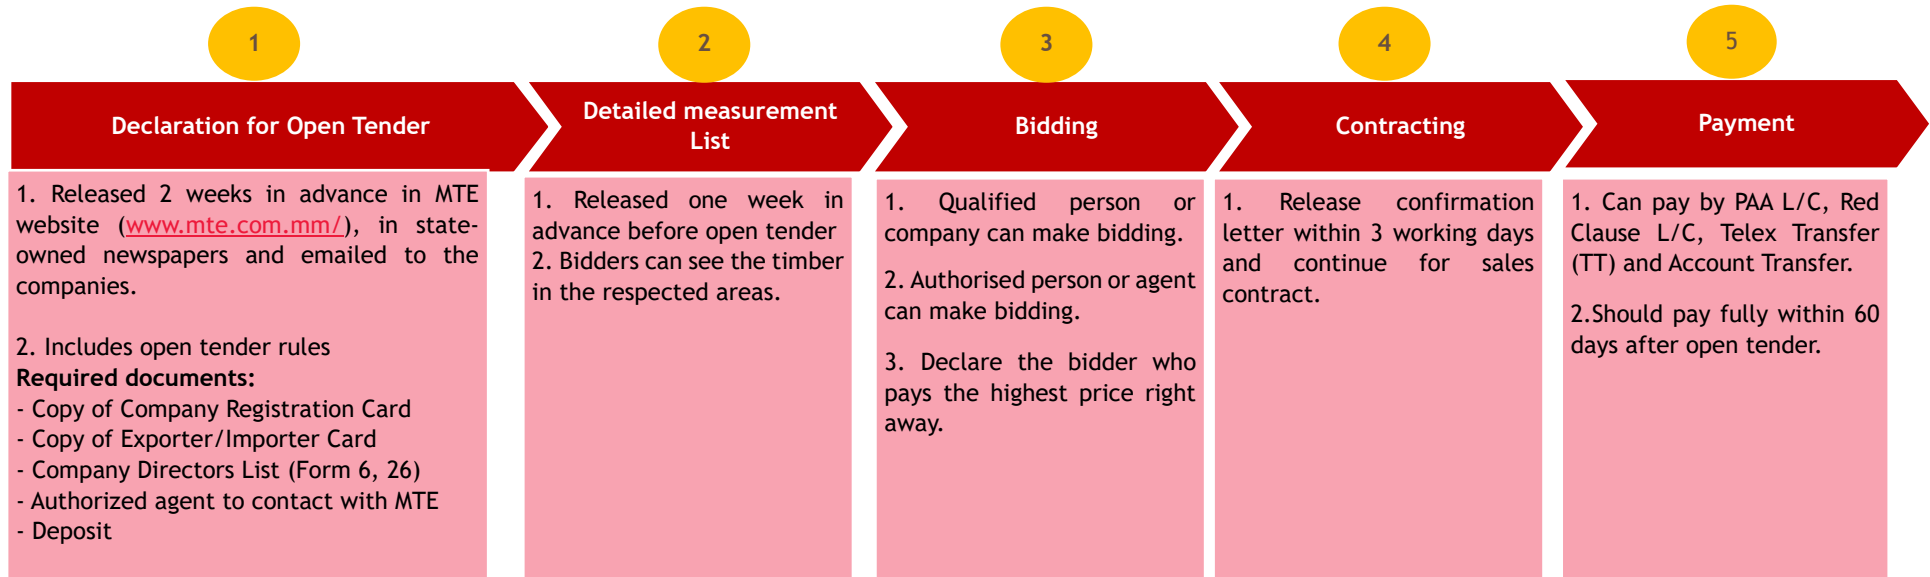 1
Declaration for Open Tender
1. Released 2 weeks in advance in MTE
website (www.mte.com.mm/), in state-
owned newspapers and emailed to the
companies.
2. Includes open tender rules
Required documents:
- Copy of Company Registration Card
- Copy of Exporter/Importer Card
- Company Directors List (Form 6, 26)
- Authorized agent to contact with MTE
- Deposit
2
Detailed measurement
List
1. Released one week in
advance before open tender
2. Bidders can see the timber
in the respected areas.
3
Bidding
1. Qualified person or
company can make bidding.
2. Authorised person or agent
can make bidding.
3. Declare the bidder who
pays the highest price right
away.
4
Contracting
1. Release confirmation
letter within 3 working days
and continue for sales
contract.
5
Payment
1. Can pay by PAA L/C, Red
Clause L/C, Telex Transfer
(TT) and Account Transfer.
2.Should pay fully within 60
days after open tender.